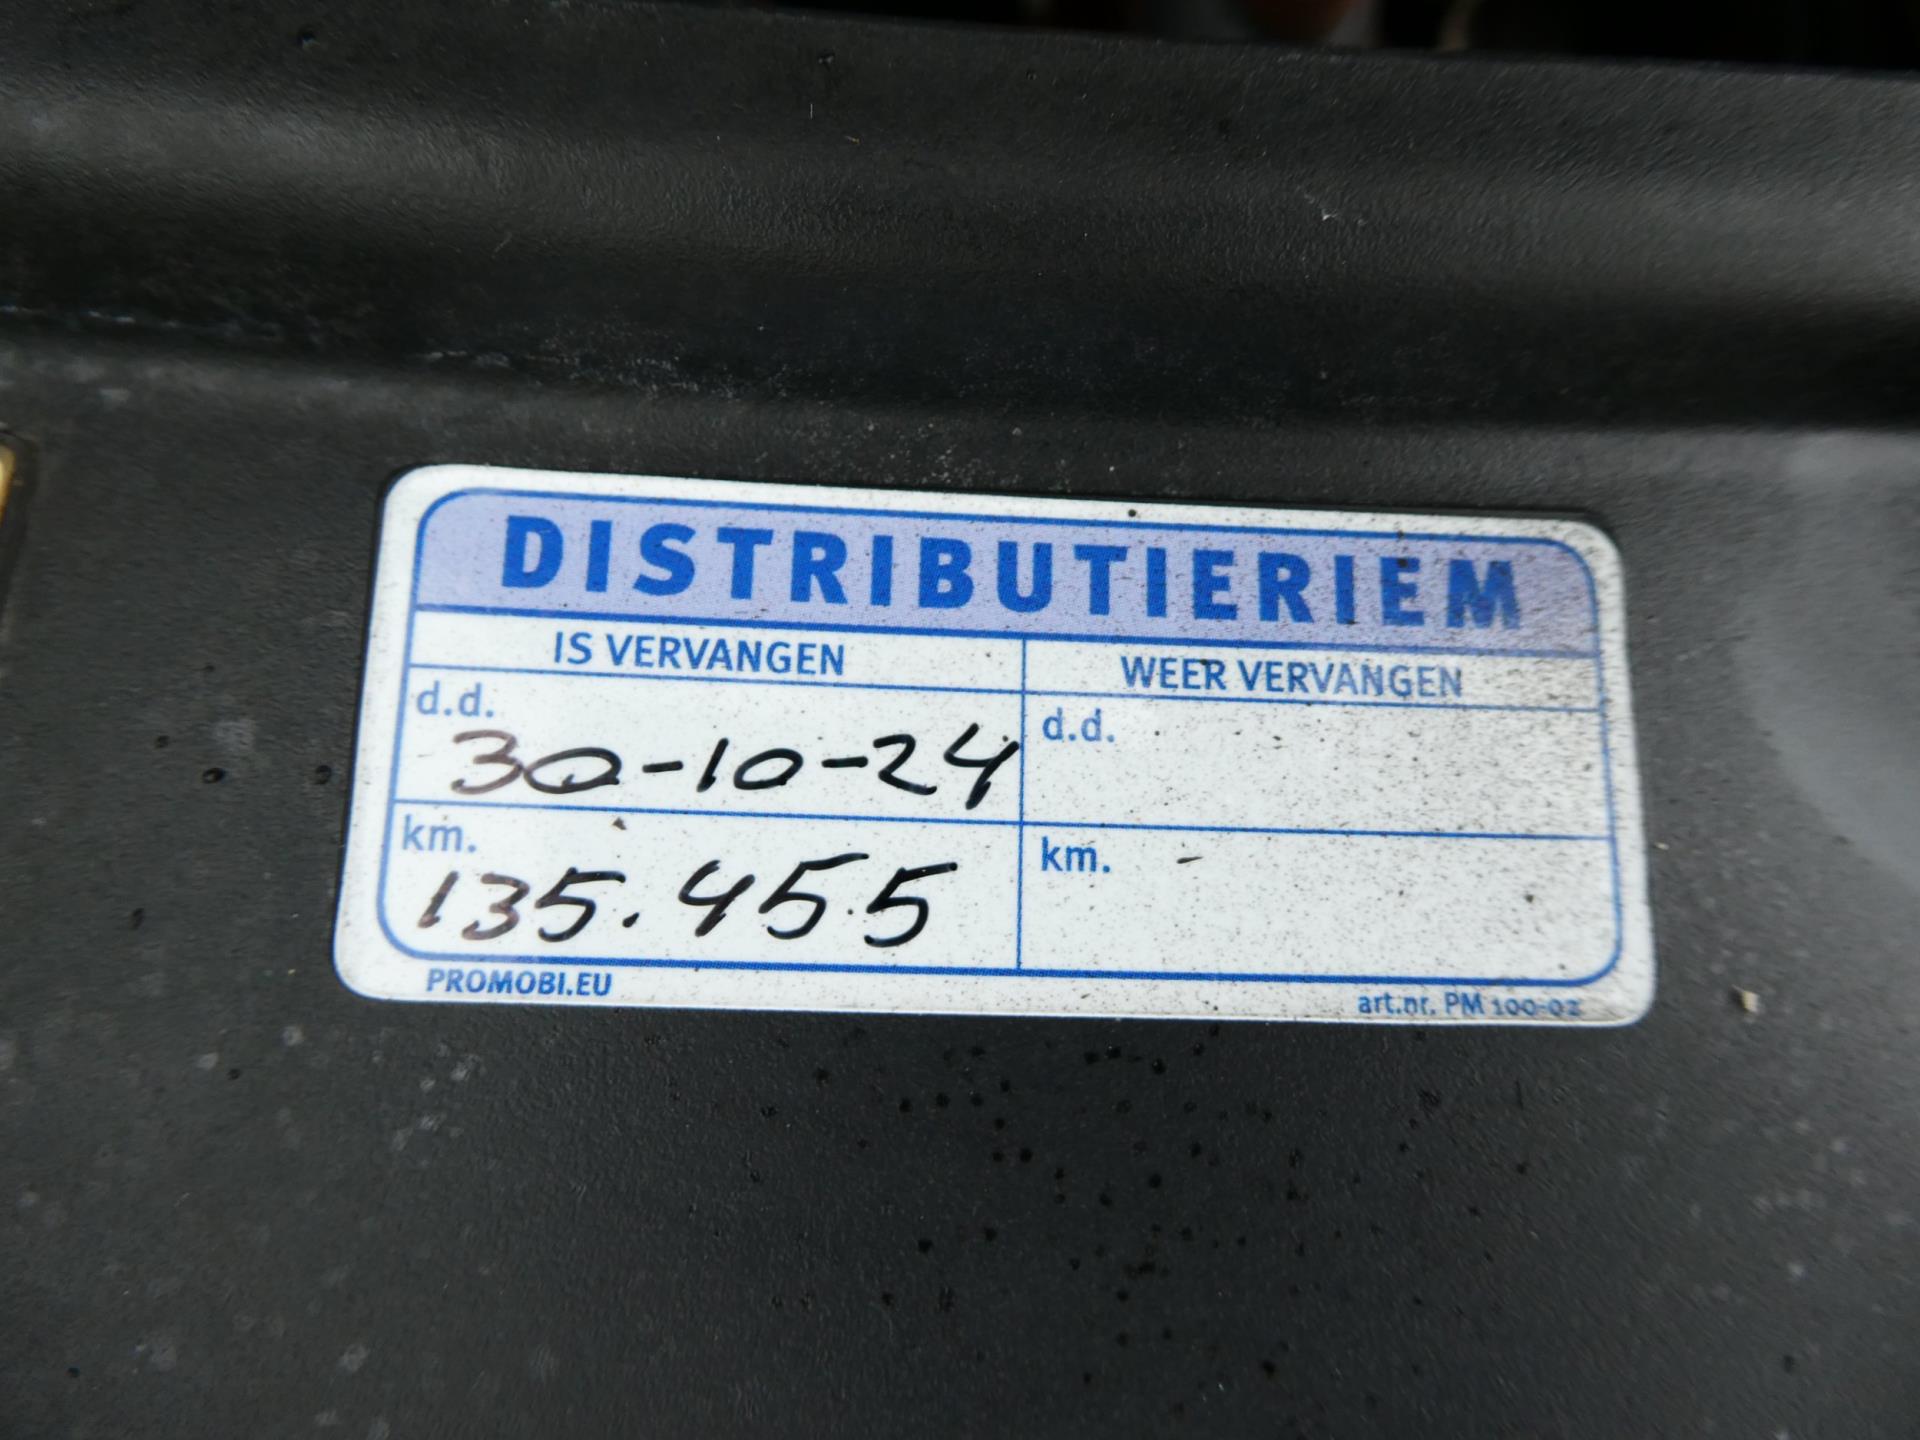 DISTRIBUTIERIEM
IS VERVANGEN
WEER VERVANGEN
d.d.
30-10-24
d.d.
km.
135.455
km.
PROMOBI.EU
art.nr. PM 100-02